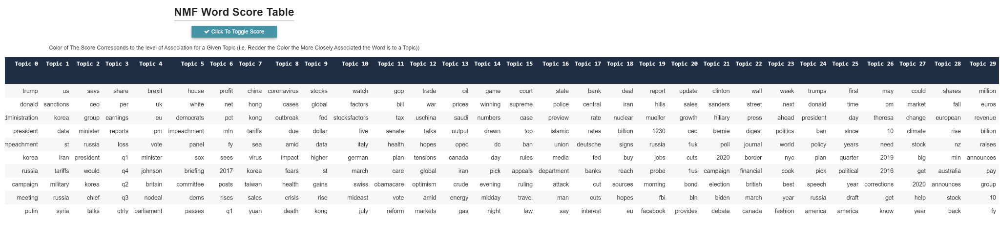 NMF Word Score Table
✔ Click To Toggle Score
Color of The Score Corresponds to the level of Association for a Given Topic (i.e. Redder the Color the More Closely Associated the Word is to a Topic))
Topic 0 Topic 1 Topic 2 Topic 3 Topic 4 Topic 5 Topic 6 Topic 7 Topic 8 Topic 9 Topic 10 Topic 11 Topic 12 Topic 13 Topic 14 Topic 15 Topic 16 Topic 17 Topic 18 Topic 19 Topic 20 Topic 21 Topic 22 Topic 23 Topic 24 Topic 25 Topic 26 Topic 27 Topic 28 Topic 29
trump us says share brexit house profit china coronavirus stocks watch gop trade oil game court state bank deal report update clinton wall week trumps first may could shares million
donald sanctions ceo per uk white net hong cases global factors bill war prices winning supreme police central iran hills sales sanders street next donald time pm market fall euros
dministration korea group earnings eu democrats pct kong outbreak fed stocksfactors tax uschina saudi numbers case preview rate nuclear mueller growth hillary press ahead president day theresa change european revenue
president data minister reports pm impeachment mln tariffs due dollar live senate talks output drawn top islamic rates billion 1230 ceo bernie digest politics ban since 10 climate rise billion
mpeachment st russia loss vote panel fy sea amid data italy health hopes opec dc ban union deutsche signs russia 1uk poll journal world policy years need stock nz raises
korea iran president q1 minister sox sees virus impact higher german plan tensions canada day rules media fed buy jobs cuts 2020 border nyc plan quarter 2019 big mln announces
russia tariffs would q4 johnson briefing 2017 korea fears st march care global iran pick appeals department banks reach probe 1us campaign financial cook pick political 2016 get australia pay
campaign military korea q2 britain committee posts taiwan health gains swiss obamacare optimism crude evening ruling attack cut sources morning bond election british best speech year corrections 2020 announces group
meeting russia chief q3 nodeal dems rises sales crisis rise mideast vote amid energy midday travel man cuts hopes fbi bln biden march year russia draft get help stock 10
putin syria talks qtrly parliament passes q1 yuan death kong july reform markets gas night law say interest eu facebook provides debate canada fashion america america know year back fy